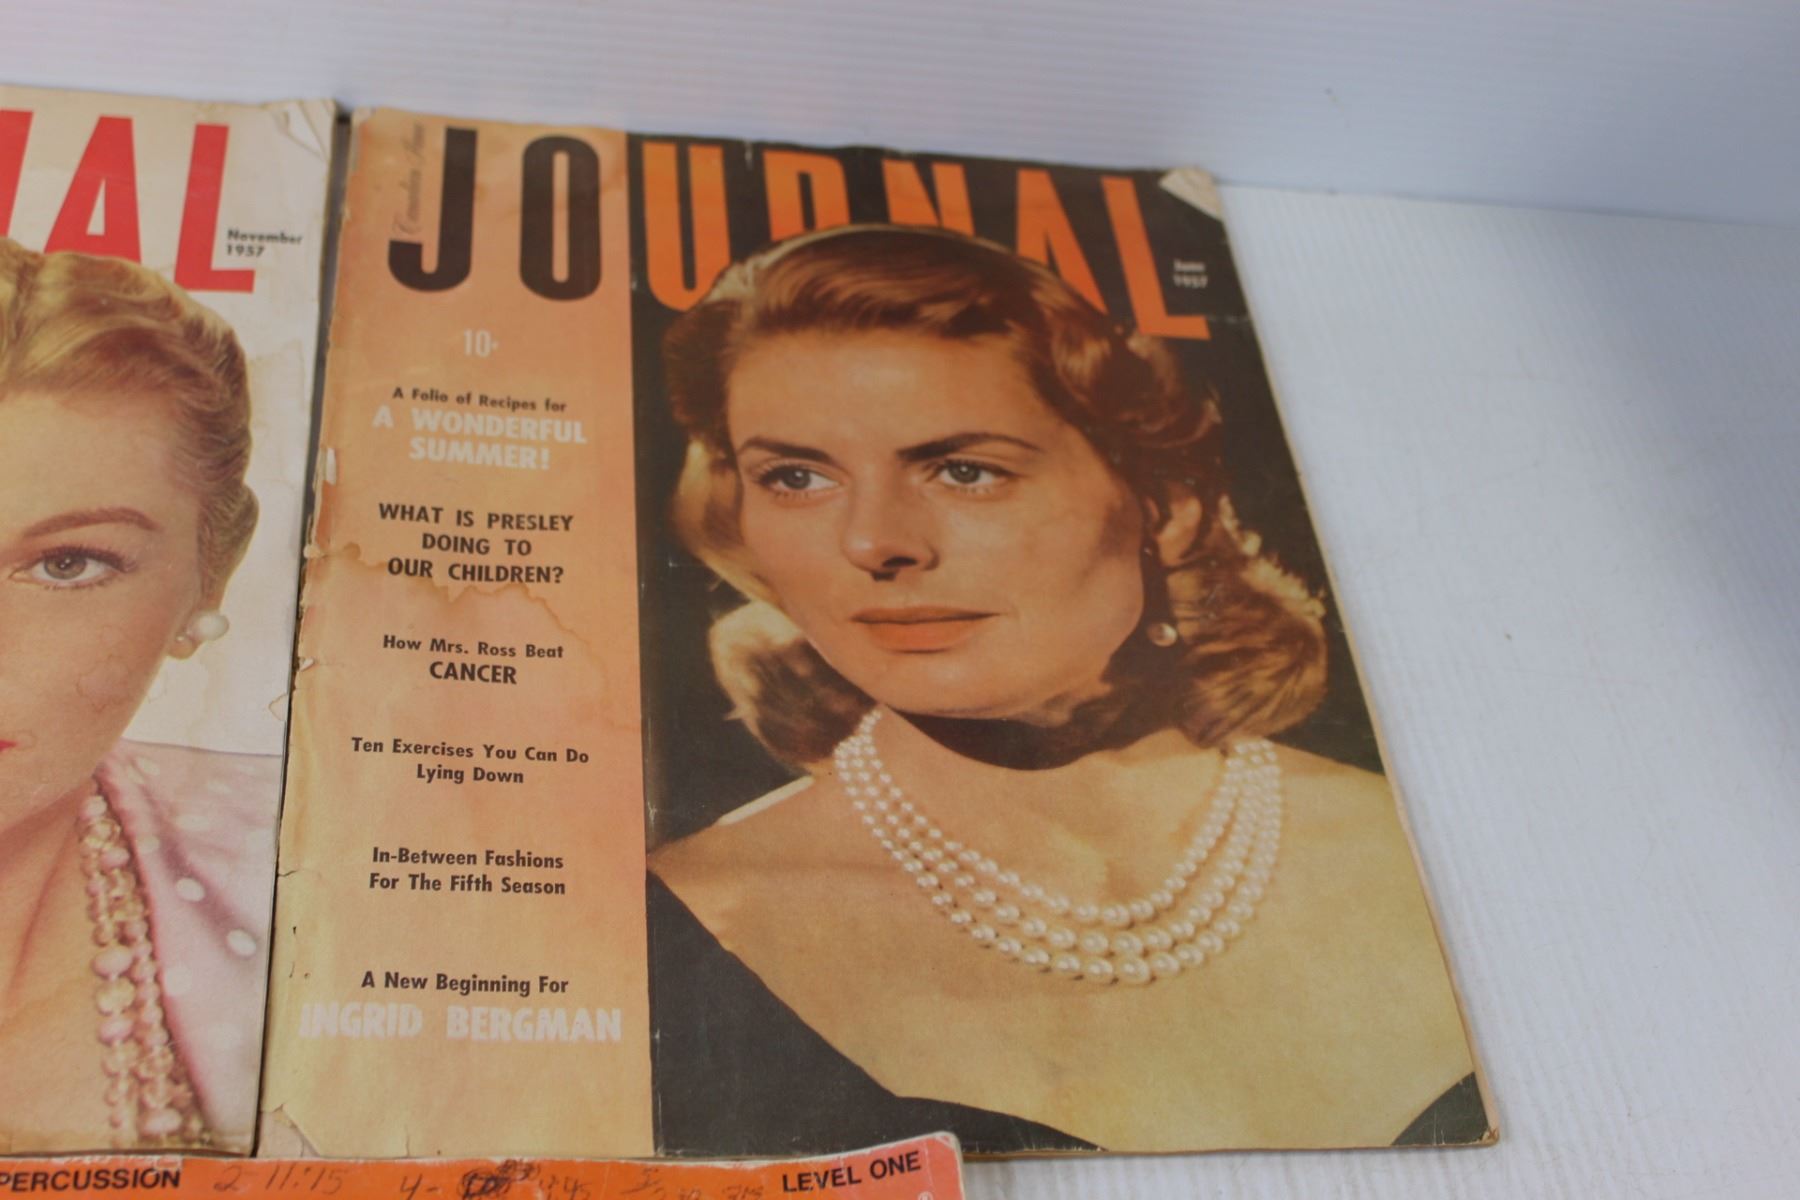 NAL
November
1957
Canadian Home
JOURNAL
June
1957
10¢
A Folio of Recipes for
A WONDERFUL
SUMMER!
WHAT IS PRESLEY
DOING TO
OUR CHILDREN?
How Mrs. Ross Beat
CANCER
Ten Exercises You Can Do
Lying Down
In-Between Fashions
For The Fifth Season
A New Beginning For
INGRID BERGMAN
PERCUSSION 2-11:15 4- LEVEL ONE